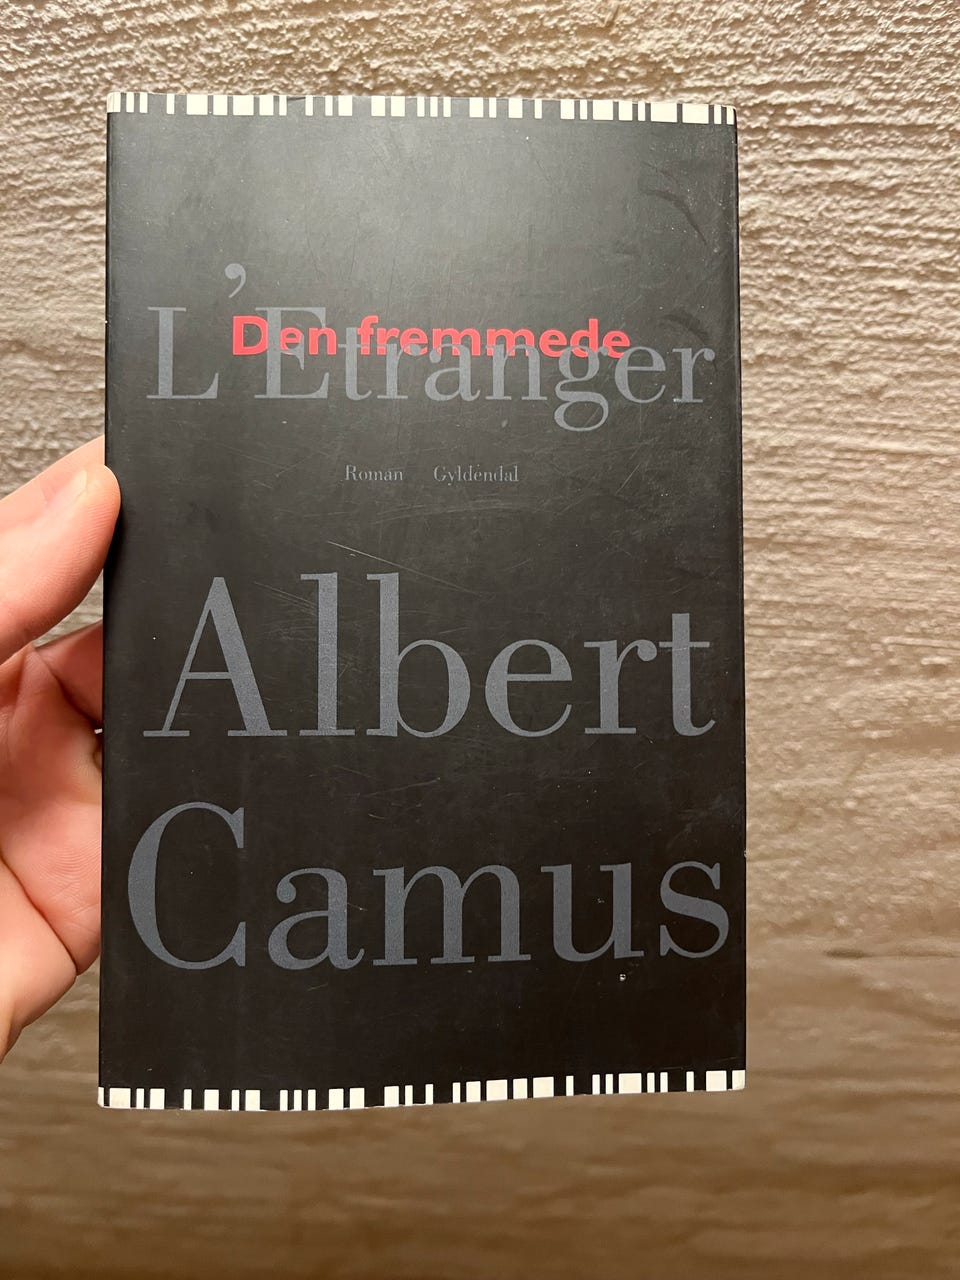 L'Etranger
Den fremmede
Roman Gyldendal
Albert
Camus